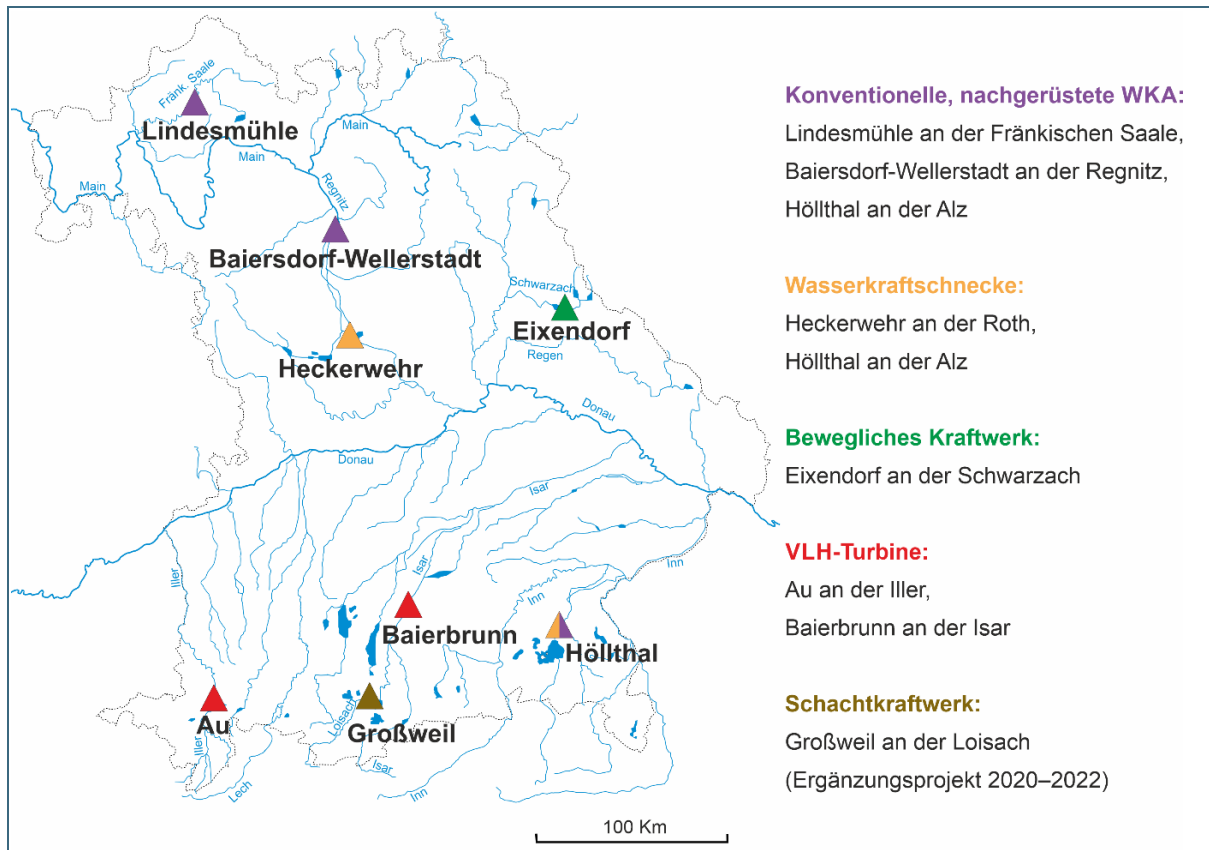 Fränk. Saale
Lindesmühle
Main
Main
Main
Regnitz
Baiersdorf-Wellerstadt
Schwarzach
Eixendorf
Regen
Heckerwehr
Donau
Donau
Isar
Isar
Iller
Inn
Inn
Baierbrunn
Höllthal
Au
Loisach
Großweil
Iller
Lech
Isar
Inn
100 Km
Konventionelle, nachgerüstete WKA:
Lindesmühle an der Fränkischen Saale,
Baiersdorf-Wellerstadt an der Regnitz,
Höllthal an der Alz
Wasserkraftschnecke:
Heckerwehr an der Roth,
Höllthal an der Alz
Bewegliches Kraftwerk:
Eixendorf an der Schwarzach
VLH-Turbine:
Au an der Iller,
Baierbrunn an der Isar
Schachtkraftwerk:
Großweil an der Loisach
(Ergänzungsprojekt 2020–2022)